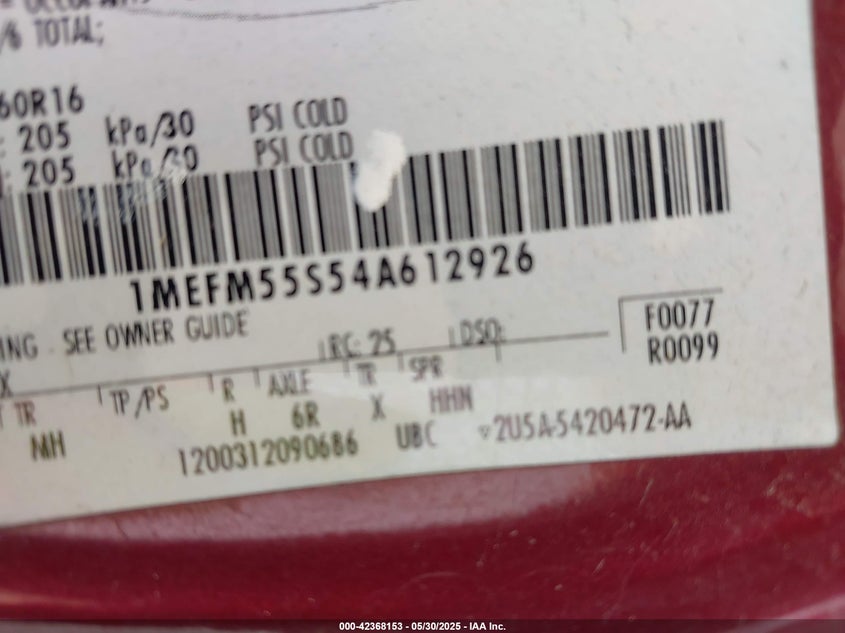 % TOTAL;
60R16
: 205 kPa/30 PSI COLD
: 205 kPa/30 PSI COLD
1MEFM55S54A612926
ING SEE OWNER GUIDE
RC: 25 DSO:
F0077
R0099
X
TR TP/PS R AXLE TR SPR
MH H 6R X HHN
1200312090686 UBC 2U5A-5420472-AA
000-42368153 - 05/30/2025 - IAA Inc.